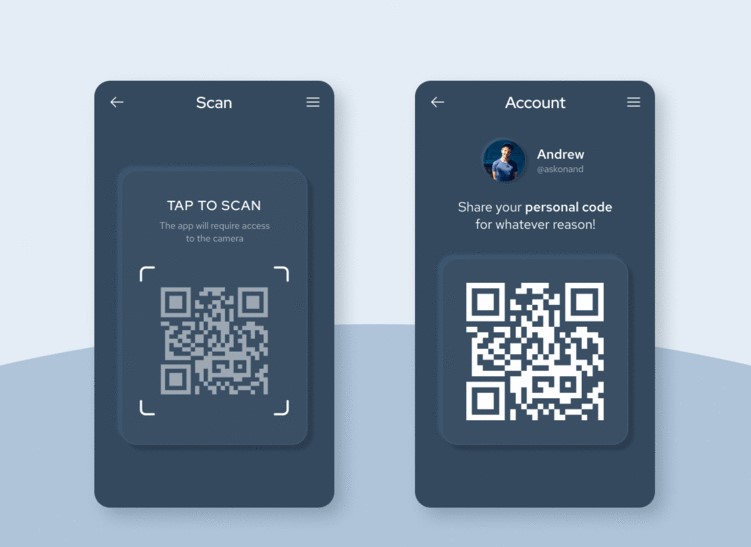 Scan
TAP TO SCAN
The app will require access
to the camera
Account
Andrew
@askonand
Share your personal code
for whatever reason!